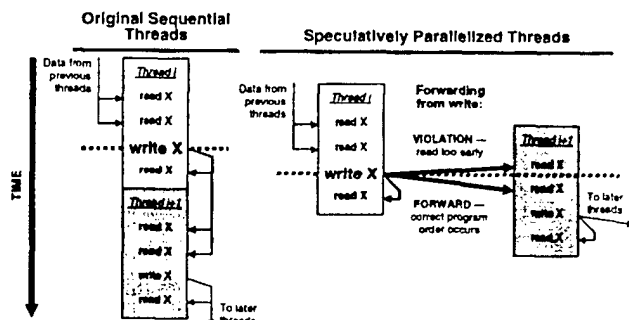 Original Sequential
Threads
Data from
previous
threads
Thread i
read X
read X
write X
read X
Thread i+1
read X
read X
write X
read X
To later
threads
TIME
Speculatively Parallelized Threads
Data from
previous
threads
Thread i
read X
read X
write X
read X
Forwarding
from write:
VIOLATION —
read too early
FORWARD —
correct program
order occurs
Thread i+1
read X
read X
write X
read X
To later
threads